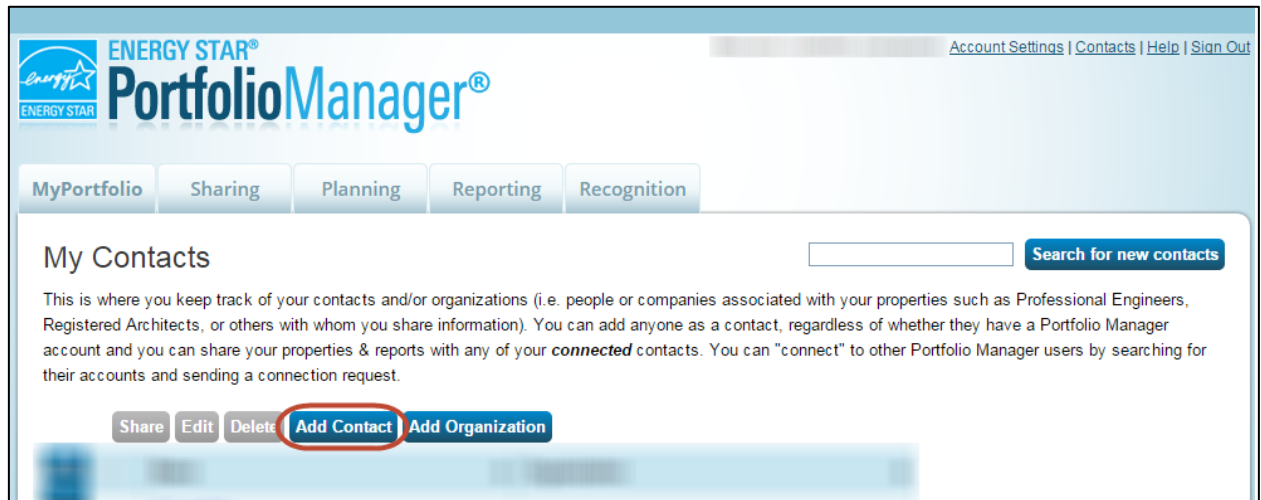 ENERGY STAR®
energy
ENERGY STAR
PortfolioManager®
Account Settings | Contacts | Help | Sign Out
MyPortfolio Sharing Planning Reporting Recognition
My Contacts
Search for new contacts
This is where you keep track of your contacts and/or organizations (i.e. people or companies associated with your properties such as Professional Engineers,
Registered Architects, or others with whom you share information). You can add anyone as a contact, regardless of whether they have a Portfolio Manager
account and you can share your properties & reports with any of your connected contacts. You can "connect" to other Portfolio Manager users by searching for
their accounts and sending a connection request.
Share Edit Delete Add Contact Add Organization